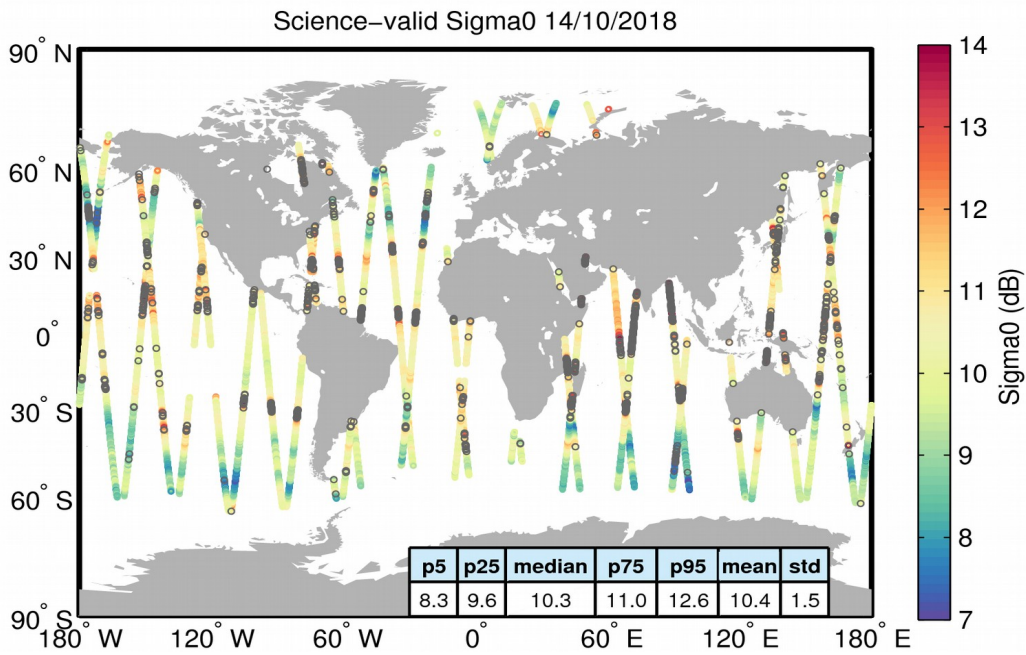 Science−valid Sigma0 14/10/2018
90° N
60° N
30° N
0°
30° S
60° S
90° S
180° W
120° W
60° W
0°
60° E
120° E
180° E
p5 p25 median p75 p95 mean std
8.3 9.6 10.3 11.0 12.6 10.4 1.5
14
13
12
11
10
9
8
7
Sigma0 (dB)